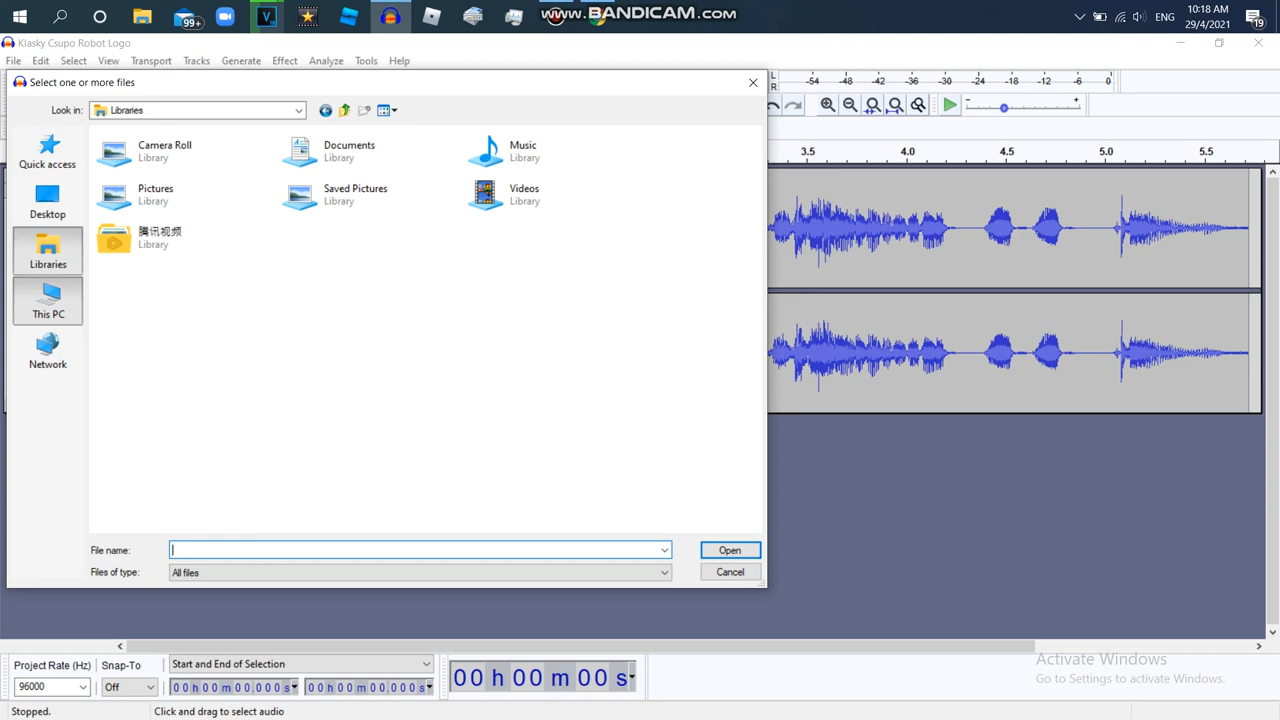 99+
WWW.BANDICAM.COM
ENG
10:18 AM
29/4/2021
19
Klasky Csupo Robot Logo
File Edit Select View Transport Tracks Generate Effect Analyze Tools Help
Select one or more files
L
R
-54 -48 -42 -36 -30 -24 -18 -12 -6 0
Look in: Libraries
Quick access
Desktop
Libraries
This PC
Network
Camera Roll
Library
Documents
Library
Music
Library
Pictures
Library
Saved Pictures
Library
Videos
Library
腾讯视频
Library
3.5 4.0 4.5 5.0 5.5
File name:
Open
Files of type: All files
Cancel
Project Rate (Hz) Snap-To Start and End of Selection
96000 Off 00 h 00 m 00.000 s 00 h 00 m 00.000 s
00 h 00 m 00 s
Activate Windows
Go to Settings to activate Windows.
Stopped. Click and drag to select audio